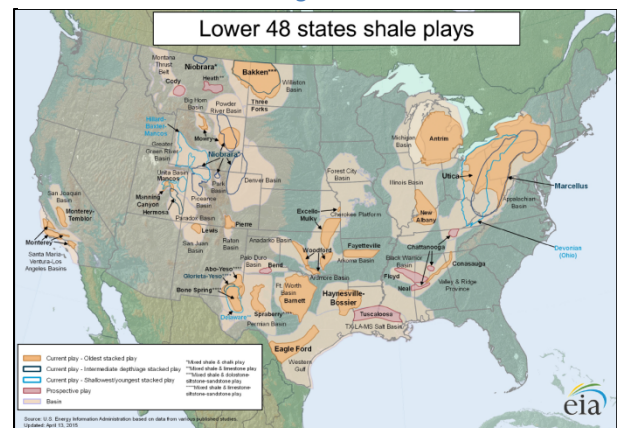 Lower 48 states shale plays
Montana
Thrust
Belt
Niobrara*
Cody
Heath**
Bakken***
Williston
Basin
Big Horn
Basin
Powder
River Basin
Three
Forks
Hilliard-
Baxter-
Mancos
Mowry
Greater
Green River
Basin
Niobrara*
Uinta Basin
Mancos
Park
Basin
Denver Basin
Piceance
Basin
Manning
Canyon
Hermosa
Paradox Basin
San Joaquin
Basin
Monterey-
Temblor
Monterey
Santa Maria-
Ventura-Los
Angeles Basins
Lewis
San Juan
Basin
Pierre
Raton
Basin
Anadarko Basin
Palo Duro
Basin
Bend
Abo-Yeso
Glorieta-Yeso
Bone Spring
Delaware
Spraberry
Permian Basin
Ft. Worth
Basin
Barnett
Eagle Ford
Western
Gulf
Forest City
Basin
Excello-
Mulky
Cherokee Platform
Woodford
Fayetteville
Arkoma Basin
Ardmore Basin
Haynesville-
Bossier
Tuscaloosa
TX-LA-MS Salt Basin
Michigan
Basin
Antrim
Illinois Basin
New
Albany
Utica
Marcellus
Appalachian
Basin
Devonian
(Ohio)
Chattanooga
Black Warrior
Basin
Floyd
Neal
Conasauga
Valley & Ridge
Province
Current play - Oldest stacked play
Current play - Intermediate depth/age stacked play
Current play - Shallowest/youngest stacked play
Prospective play
Basin
*Mixed shale & chalk play
**Mixed shale & limestone play
***Mixed shale & dolostone-
siltstone-sandstone play
****Mixed shale & limestone-
siltstone-sandstone play
Source: U.S. Energy Information Administration based on data from various published studies.
Updated: April 13, 2015
eia